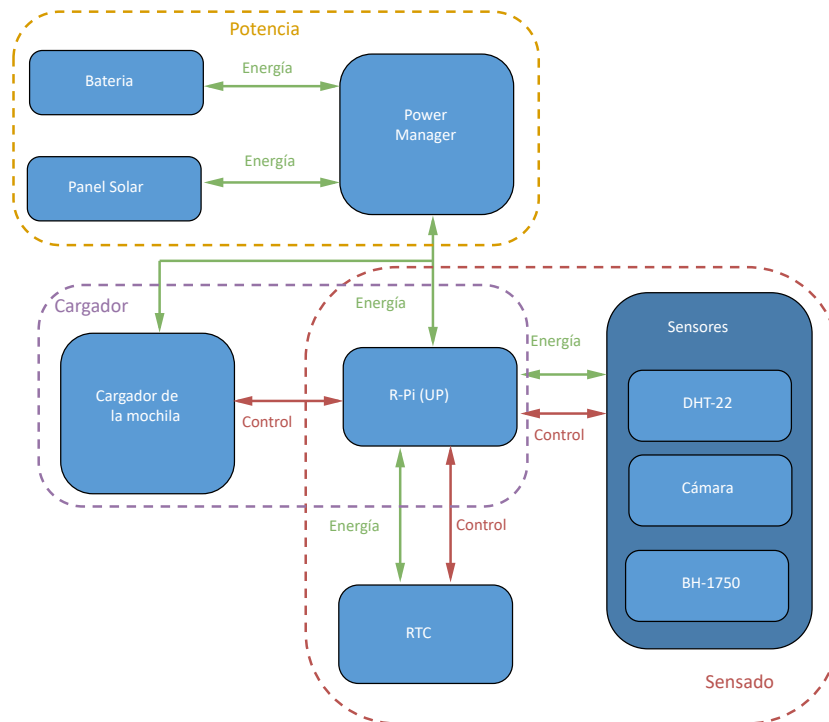 Potencia
Bateria
Energía
Power
Manager
Panel Solar
Energía
Cargador
Energía
Sensores
Energía
Cargador de
la mochila
R-Pi (UP)
DHT-22
Control
Control
Cámara
Energía
Control
BH-1750
RTC
Sensado